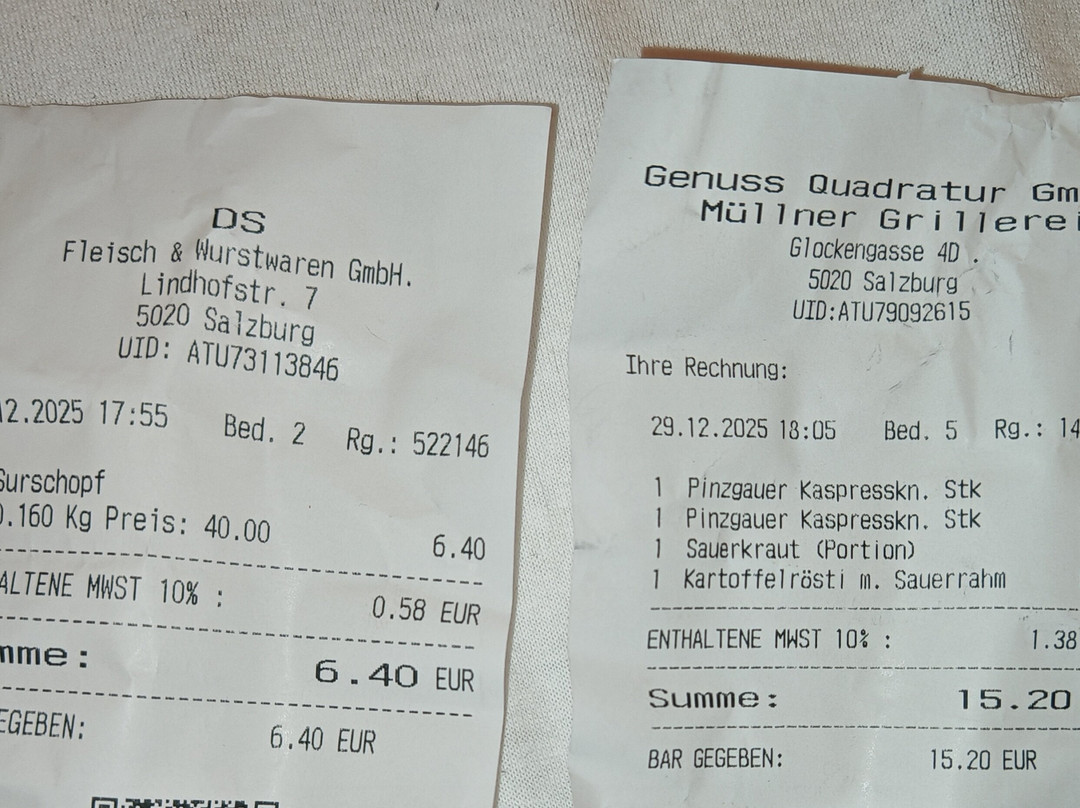 DS
Fleisch & Wurstwaren GmbH.
Lindhofstr. 7
5020 Salzburg
UID: ATU73113846
12.2025 17:55 Bed. 2 Rg.: 522146
Surschopf
0.160 Kg Preis: 40.00 6.40
ALTENE MWST 10% : 0.58 EUR
mme: 6.40 EUR
EGEBEN: 6.40 EUR
Genuss Quadratur Gm
Müllner Grillerei
Glockengasse 4D .
5020 Salzburg
UID:ATU79092615
Ihre Rechnung:
29.12.2025 18:05 Bed. 5 Rg.: 14
1 Pinzgauer Kaspresskn. Stk
1 Pinzgauer Kaspresskn. Stk
1 Sauerkraut (Portion)
1 Kartoffelrösti m. Sauerrahm
ENTHALTENE MWST 10% : 1.38
Summe: 15.20
BAR GEGEBEN: 15.20 EUR